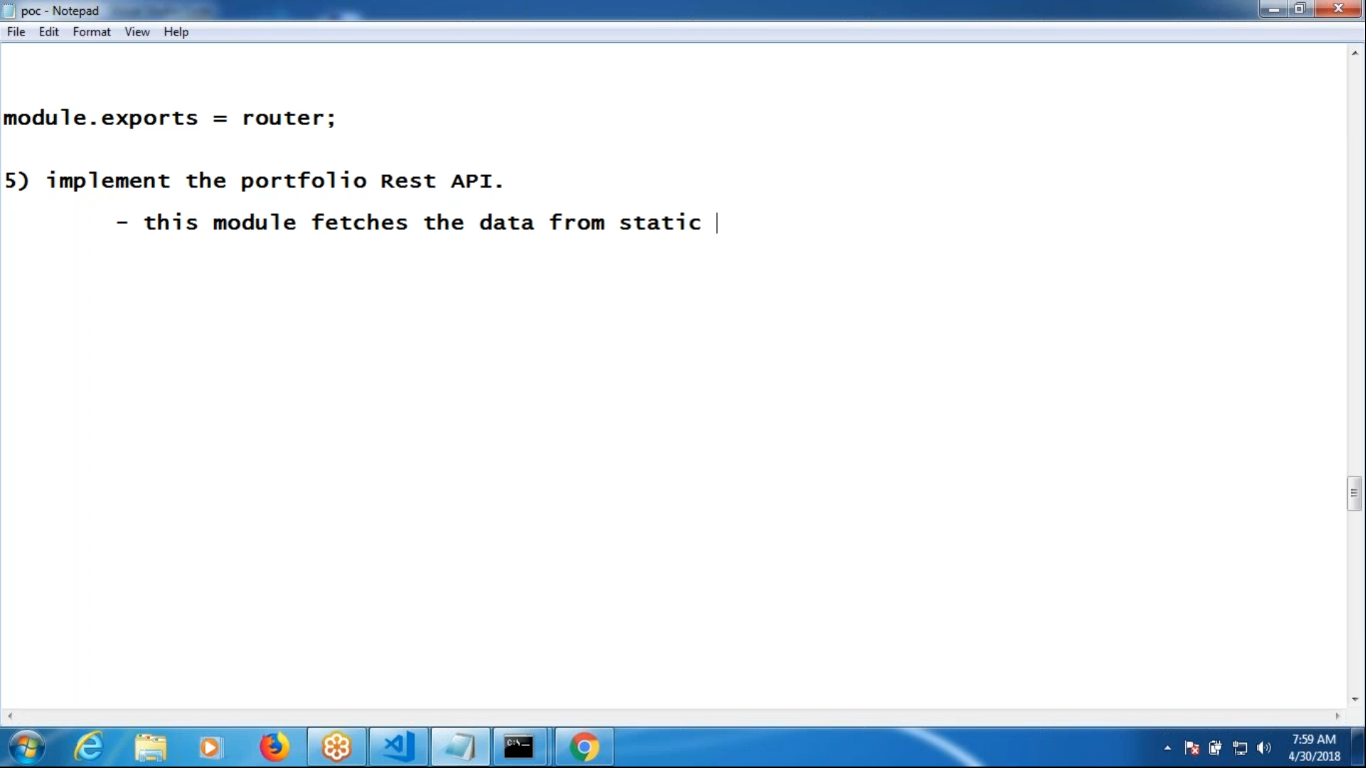 poc - Notepad
File Edit Format View Help
module.exports = router;
5) implement the portfolio Rest API.
- this module fetches the data from static
7:59 AM
4/30/2018